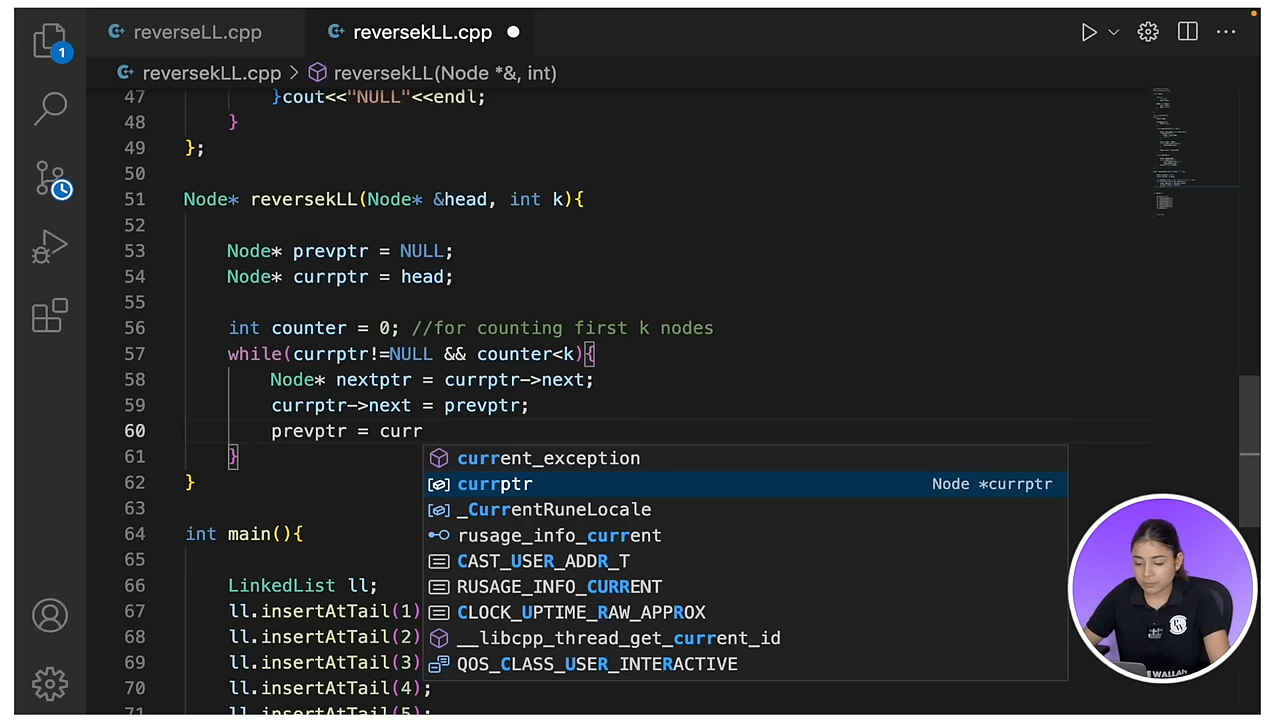 1
reverseLL.cpp
reversekLL.cpp
reversekLL.cpp > reversekLL(Node *&, int)
47 }cout<<"NULL"<<endl;
48 }
49 };
50
51 Node* reversekLL(Node* &head, int k){
52
53 Node* prevptr = NULL;
54 Node* currptr = head;
55
56 int counter = 0; //for counting first k nodes
57 while(currptr!=NULL && counter<k){
58 Node* nextptr = currptr->next;
59 currptr->next = prevptr;
60 prevptr = curr
61 }
62 }
63
64 int main(){
65
66 LinkedList ll;
67 ll.insertAtTail(1)
68 ll.insertAtTail(2)
69 ll.insertAtTail(3)
70 ll.insertAtTail(4);
71 ll.insertAtTail(5);
current_exception
currptr Node *currptr
_CurrentRuneLocale
rusage_info_current
CAST_USER_ADDR_T
RUSAGE_INFO_CURRENT
CLOCK_UPTIME_RAW_APPROX
__libcpp_thread_get_current_id
QOS_CLASS_USER_INTERACTIVE
PW
E WALLAH